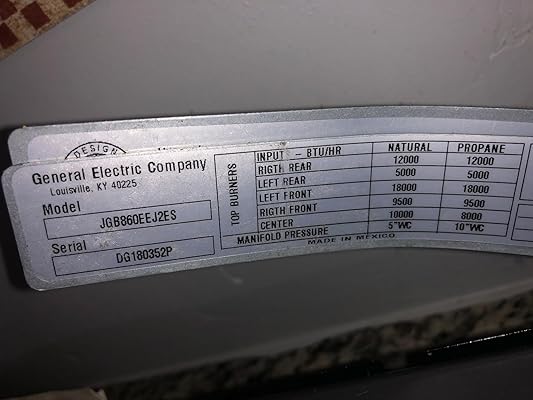 DESIGN
General Electric Company
Louisville, KY 40225
Model
JGB860EEJ2ES
Serial
DG180352P
TOP BURNERS
INPUT - BTU/HR NATURAL PROPANE
RIGTH REAR 12000 12000
LEFT REAR 5000 5000
LEFT FRONT 18000 18000
RIGTH FRONT 9500 9500
CENTER 10000 8000
MANIFOLD PRESSURE 5"WC 10"WC
MADE IN MEXICO